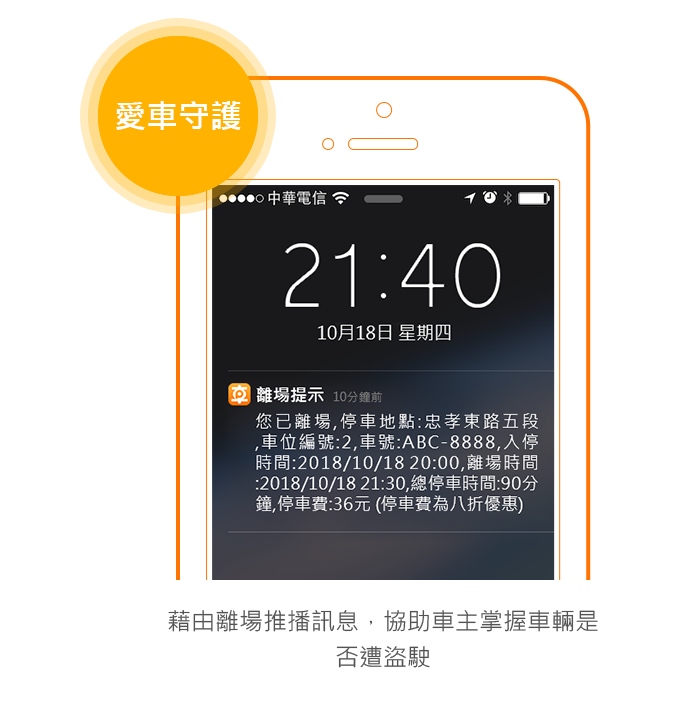 愛車守護
中華電信
21:40
10月18日 星期四
離場提示 10分鐘前
您已離場,停車地點:忠孝東路五段
,車位編號:2,車號:ABC-8888,入停
時間:2018/10/18 20:00,離場時間
:2018/10/18 21:30,總停車時間:90分
鐘,停車費:36元 (停車費為八折優惠)
藉由離場推播訊息，協助車主掌握車輛是
否遭盜駛